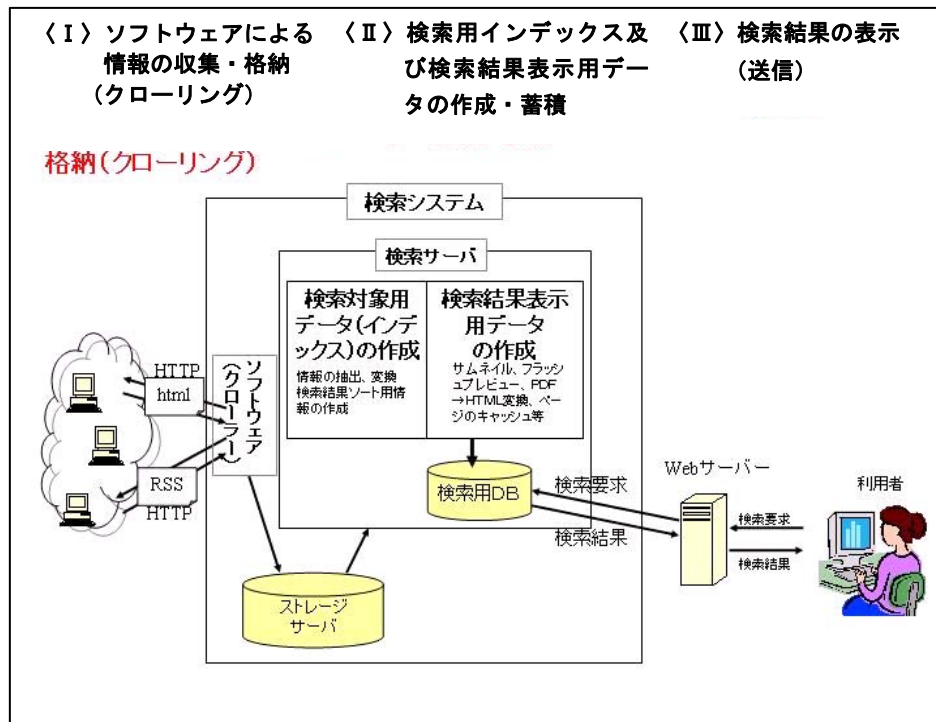 〈Ⅰ〉ソフトウェアによる
情報の収集・格納
(クローリング)
〈Ⅱ〉検索用インデックス及
び検索結果表示用デー
タの作成・蓄積
〈Ⅲ〉検索結果の表示
(送信)
格納(クローリング)
検索システム
検索サーバ
検索対象用
データ(イン
デックス)の作成
情報の抽出、変換
検索結果ソート用情
報の作成
検索結果表示
用データ
の作成
サムネイル、フラッシ
ュプレビュー、PDF
→HTML変換、ペー
ジのキャッシュ等
HTTP
html
RSS
HTTP
ソフトウェア
(クローラー)
検索用DB
検索要求
検索結果
Webサーバー
検索要求
検索結果
利用者
ストレージ
サーバ